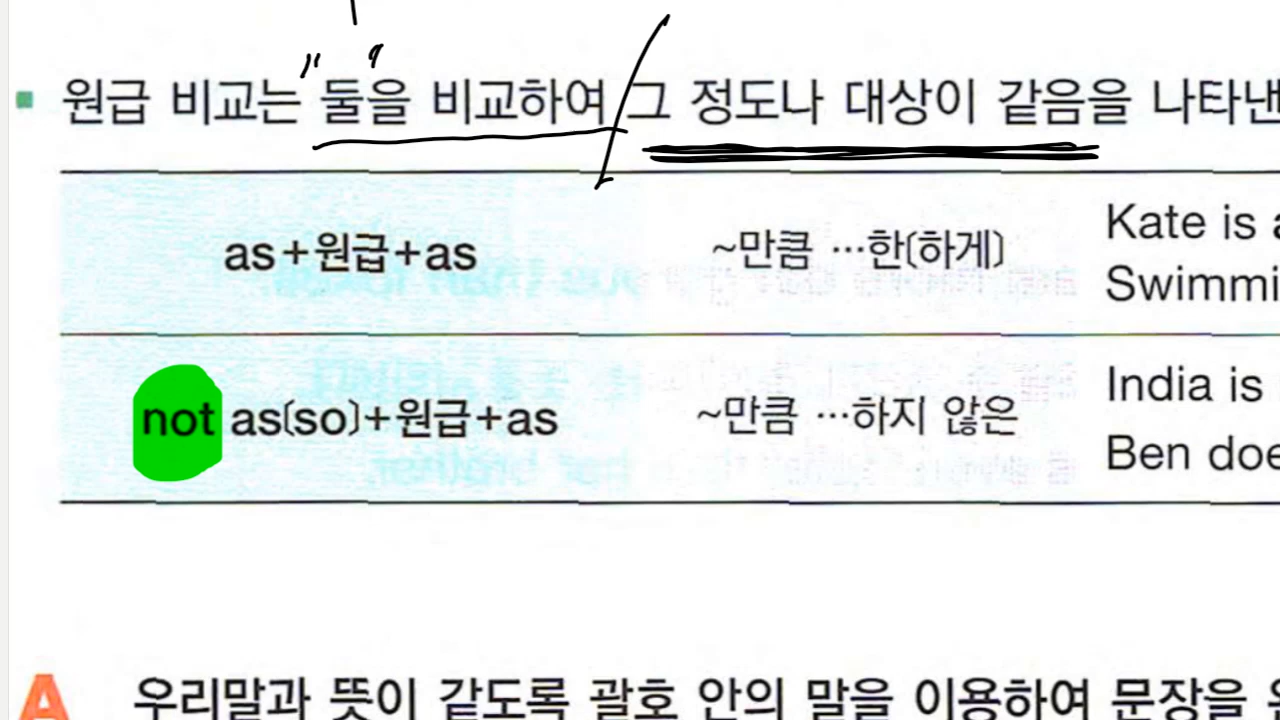 원급 비교는 "둘"을 비교하여 그 정도나 대상이 같음을 나타낸
as+원급+as ~만큼 …한(하게) Kate is a
Swimmi
not as(so)+원급+as ~만큼 …하지 않은 India is
Ben doe
A 우리말과 뜻이 같도록 괄호 안의 말을 이용하여 문장을